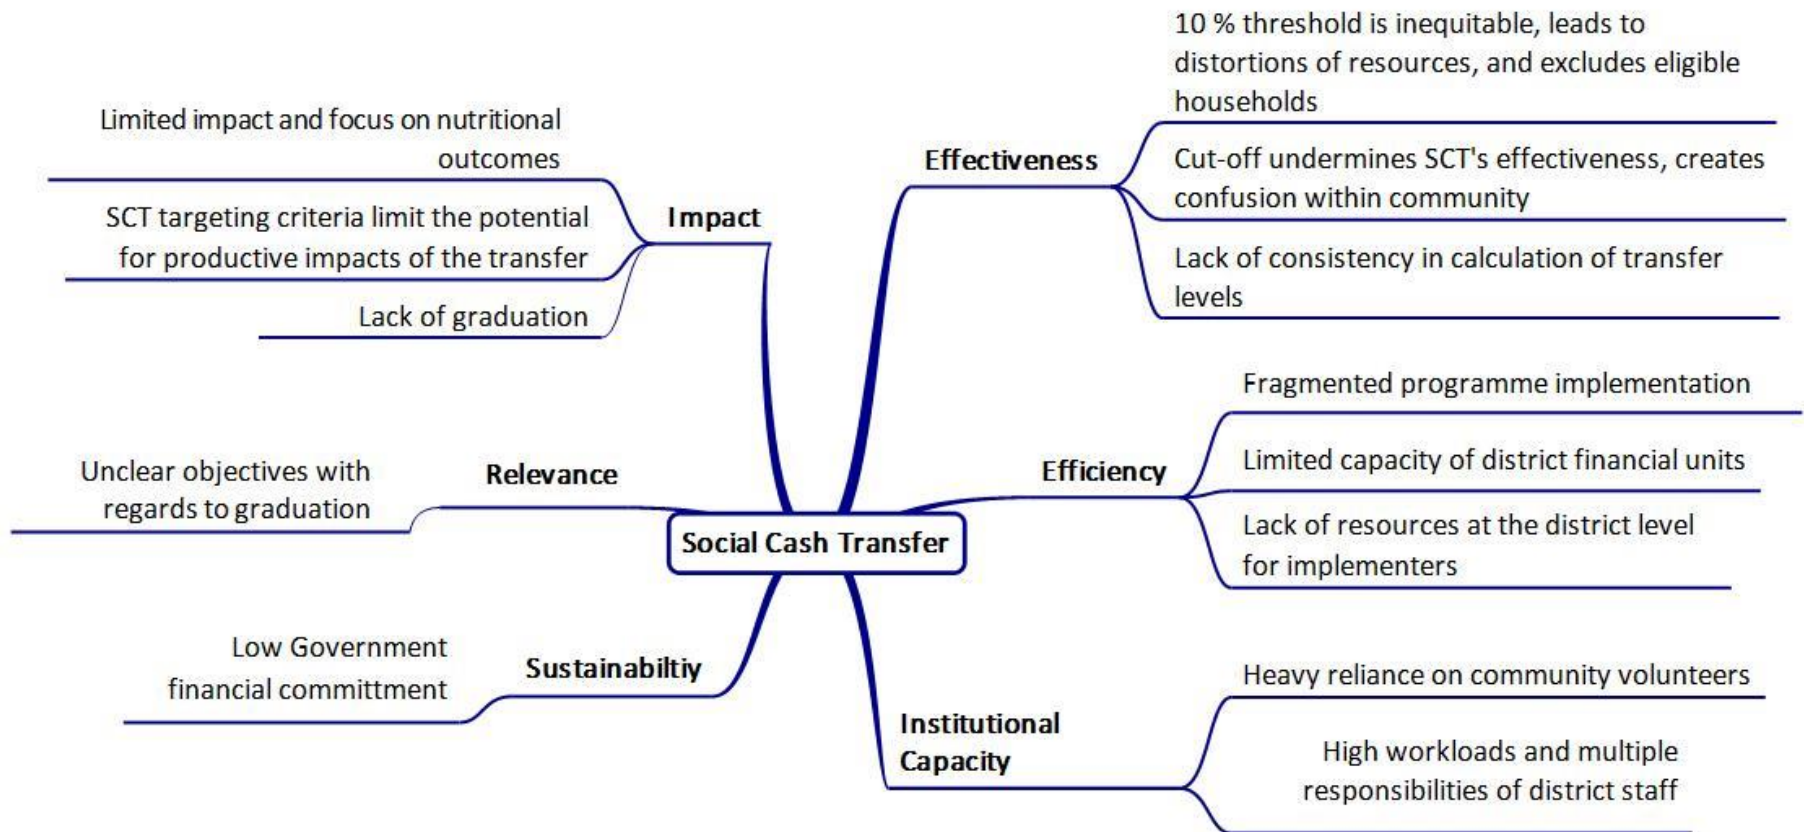 Limited impact and focus on nutritional
outcomes
SCT targeting criteria limit the potential
for productive impacts of the transfer
Lack of graduation
Impact
Unclear objectives with
regards to graduation
Relevance
Low Government
financial committment
Sustainabiltiy
Social Cash Transfer
Effectiveness
10 % threshold is inequitable, leads to
distortions of resources, and excludes eligible
households
Cut-off undermines SCT's effectiveness, creates
confusion within community
Lack of consistency in calculation of transfer
levels
Efficiency
Fragmented programme implementation
Limited capacity of district financial units
Lack of resources at the district level
for implementers
Institutional
Capacity
Heavy reliance on community volunteers
High workloads and multiple
responsibilities of district staff